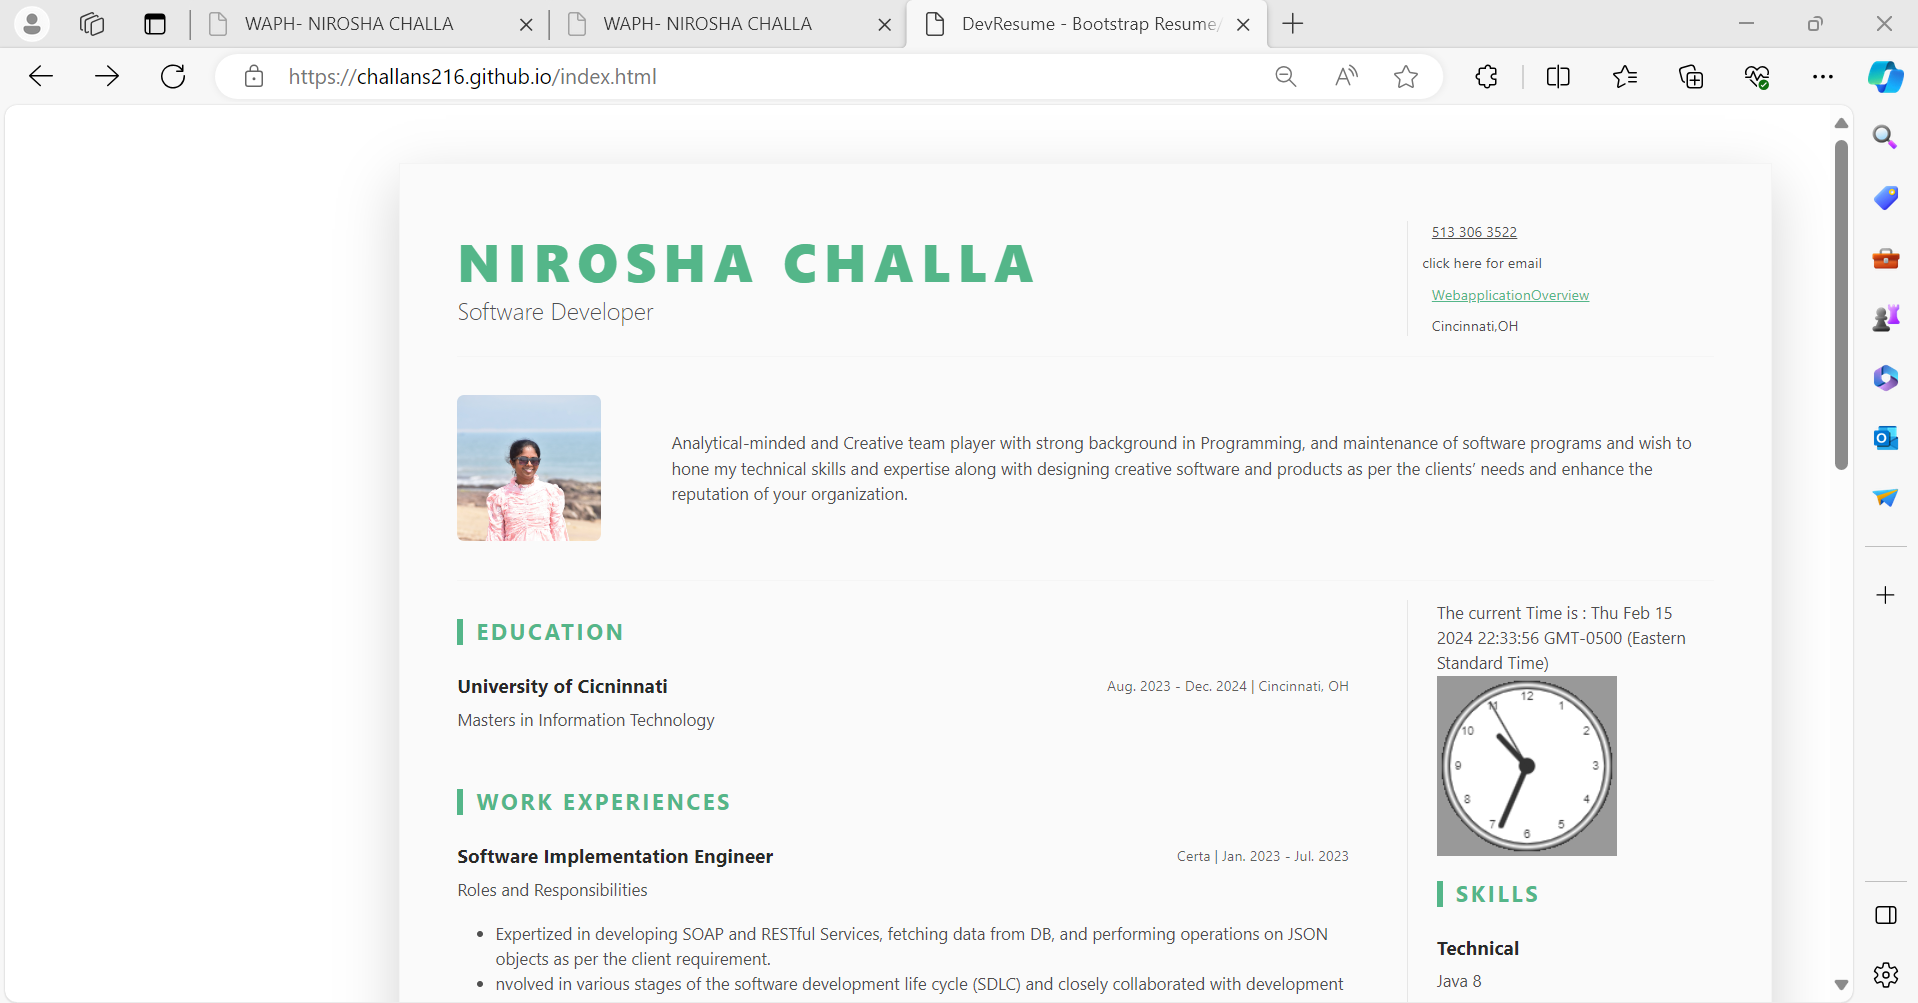 WAPH- NIROSHA CHALLA
WAPH- NIROSHA CHALLA
DevResume - Bootstrap Resume/
https://challans216.github.io/index.html
NIROSHA CHALLA
Software Developer
513 306 3522
click here for email
WebapplicationOverview
Cincinnati,OH
Analytical-minded and Creative team player with strong background in Programming, and maintenance of software programs and wish to
hone my technical skills and expertise along with designing creative software and products as per the clients’ needs and enhance the
reputation of your organization.
EDUCATION
University of Cicninnati
Aug. 2023 - Dec. 2024 | Cincinnati, OH
Masters in Information Technology
WORK EXPERIENCES
Software Implementation Engineer
Certa | Jan. 2023 - Jul. 2023
Roles and Responsibilities
• Expertized in developing SOAP and RESTful Services, fetching data from DB, and performing operations on JSON
objects as per the client requirement.
• nvolved in various stages of the software development life cycle (SDLC) and closely collaborated with development
The current Time is : Thu Feb 15
2024 22:33:56 GMT-0500 (Eastern
Standard Time)
12
11 1
10 2
9 3
8 4
7 5
6
SKILLS
Technical
Java 8